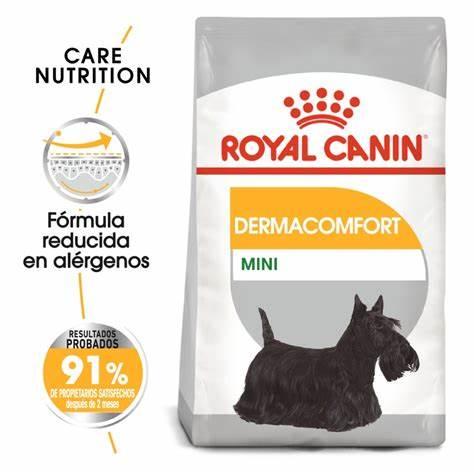 CARE
NUTRITION
Fórmula
reducida
en alérgenos
RESULTADOS
PROBADOS
91%
DE PROPIETARIOS SATISFECHOS
después de 2 meses
ROYAL CANIN
DERMACOMFORT
MINI